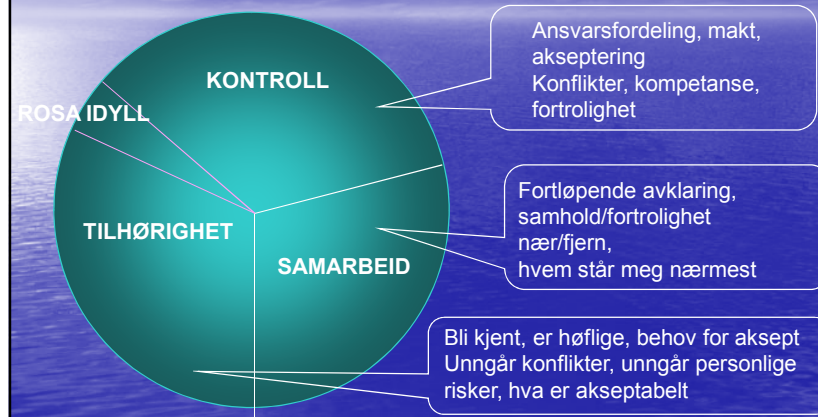 KONTROLL
ROSA IDYLL
TILHØRIGHET
SAMARBEID
Ansvarsfordeling, makt,
akseptering
Konflikter, kompetanse,
fortrolighet
Fortløpende avklaring,
samhold/fortrolighet
nær/fjern,
hvem står meg nærmest
Bli kjent, er høflige, behov for aksept
Unngår konflikter, unngår personlige
risker, hva er akseptabelt